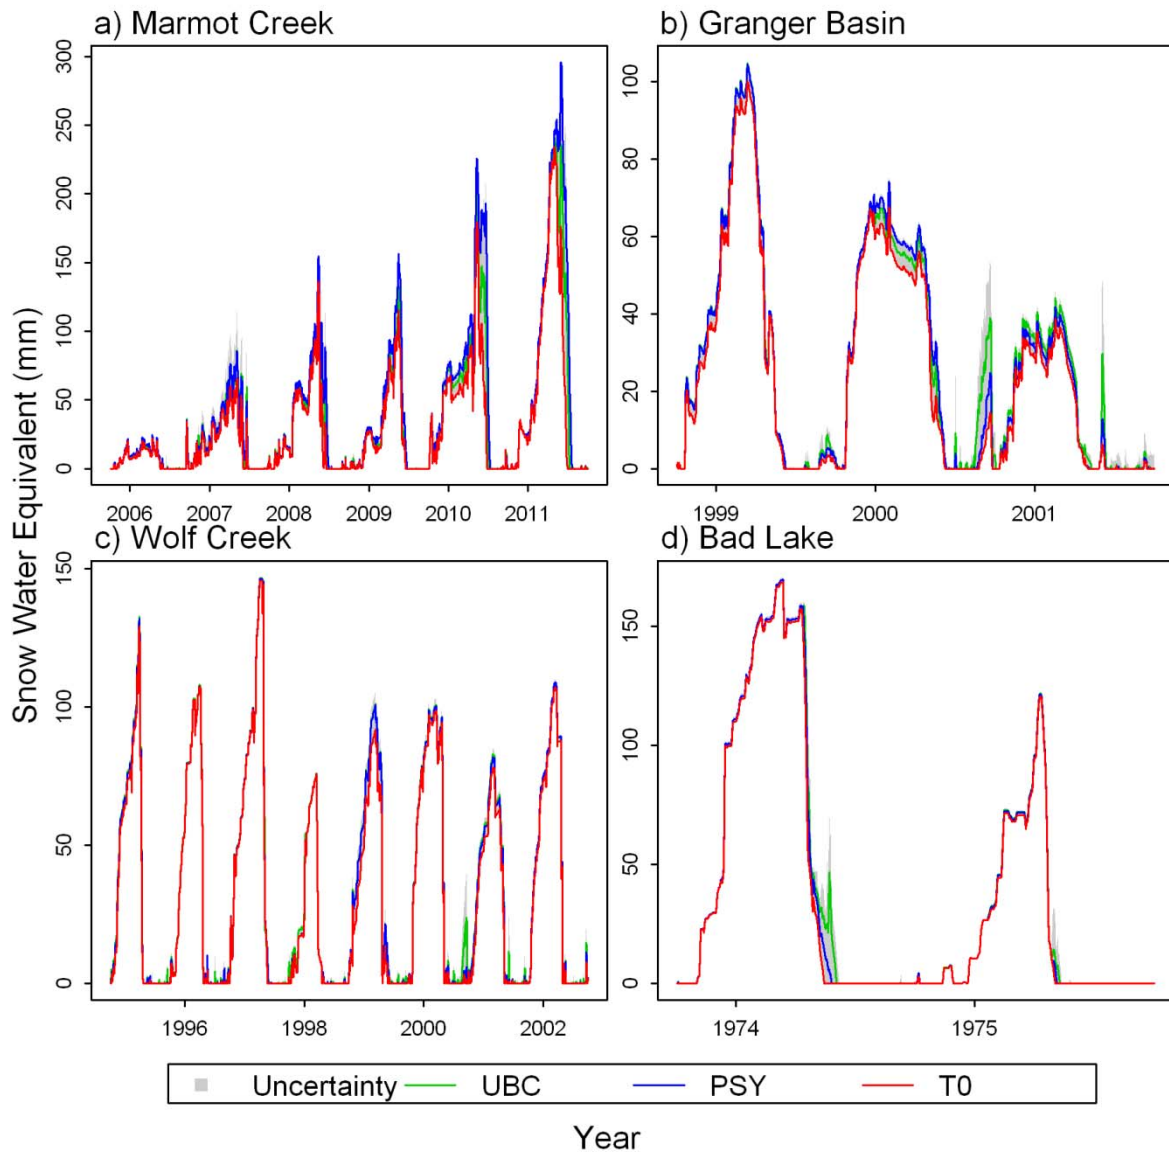 a) Marmot Creek
b) Granger Basin
Snow Water Equivalent (mm)
300
250
200
150
100
50
0
2006 2007 2008 2009 2010 2011
100
80
60
40
20
0
1999 2000 2001
c) Wolf Creek
d) Bad Lake
150
100
50
0
1996 1998 2000 2002
150
100
50
0
1974 1975
Uncertainty UBC PSY T0
Year